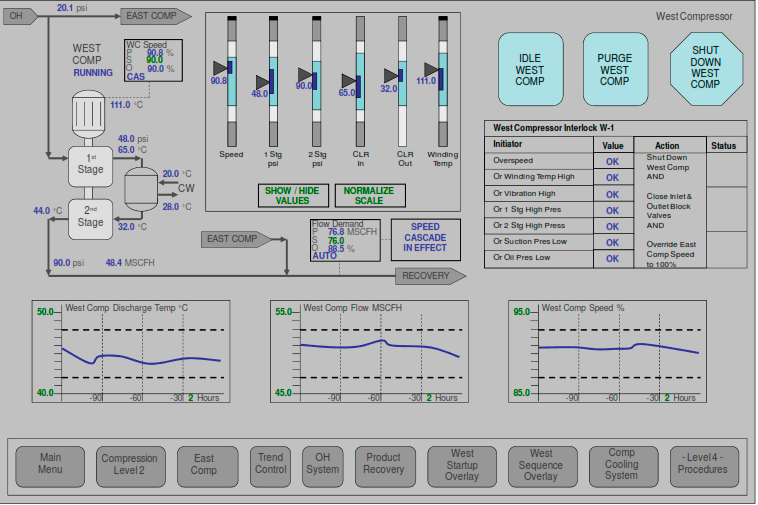 OH
20.1 psi
EAST COMP
West Compressor
WEST
COMP
RUNNING
WC Speed
P 90.8 %
S 90.0
O 90.0 %
CAS
111.0 °C
48.0 psi
65.0 °C
1st
Stage
20.0 °C
CW
28.0 °C
2nd
Stage
44.0 °C
32.0 °C
90.0 psi
48.4 MSCFH
90.8
48.0
90.0
65.0
32.0
111.0
Speed
1 Stg
psi
2 Stg
psi
CLR
In
CLR
Out
Winding
Temp
SHOW / HIDE
VALUES
NORMALIZE
SCALE
IDLE
WEST
COMP
PURGE
WEST
COMP
SHUT
DOWN
WEST
COMP
West Compressor Interlock W-1
Initiator Value Action Status
Overspeed OK
Or Winding Temp High OK
Or Vibration High OK
Or 1 Stg High Pres OK
Or 2 Stg High Press OK
Or Suction Pres Low OK
Or Oil Pres Low OK
Shut Down
West Comp
AND
Close Inlet &
Outlet Block
Valves
AND
Override East
Comp Speed
to 100%
EAST COMP
Flow Demand
P 76.8 MSCFH
S 76.0
O 88.5 %
AUTO
SPEED
CASCADE
IN EFFECT
RECOVERY
West Comp Discharge Temp °C
50.0
40.0
-90 -60 -30 2 Hours
West Comp Flow MSCFH
55.0
45.0
-90 -60 -30 2 Hours
West Comp Speed %
95.0
85.0
-90 -60 -30 2 Hours
Main
Menu
Compression
Level 2
East
Comp
Trend
Control
OH
System
Product
Recovery
West
Startup
Overlay
West
Sequence
Overlay
Comp
Cooling
System
- Level 4 -
Procedures